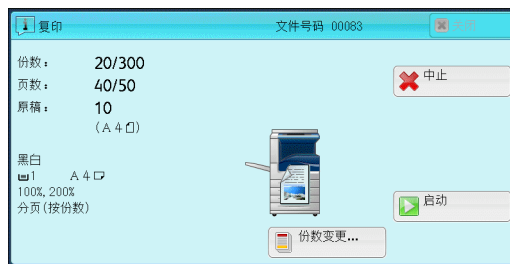 复印
文件号码 00083
关闭
份数： 20/300
页数： 40/50
原稿： 10
(A4)
中止
黑白
1 A4
100%, 200%
分页(按份数)
启动
份数变更...